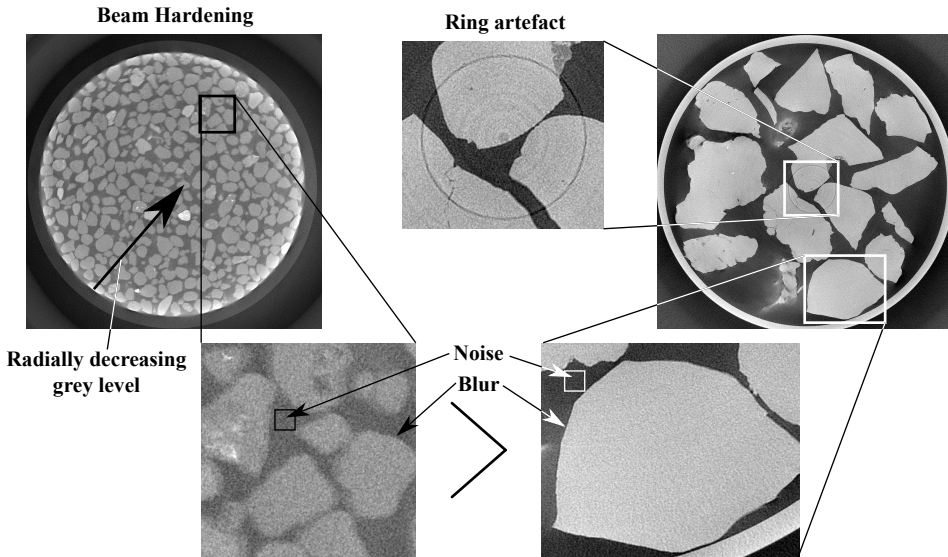 Beam Hardening
Ring artefact
Radially decreasing
grey level
Noise
Blur